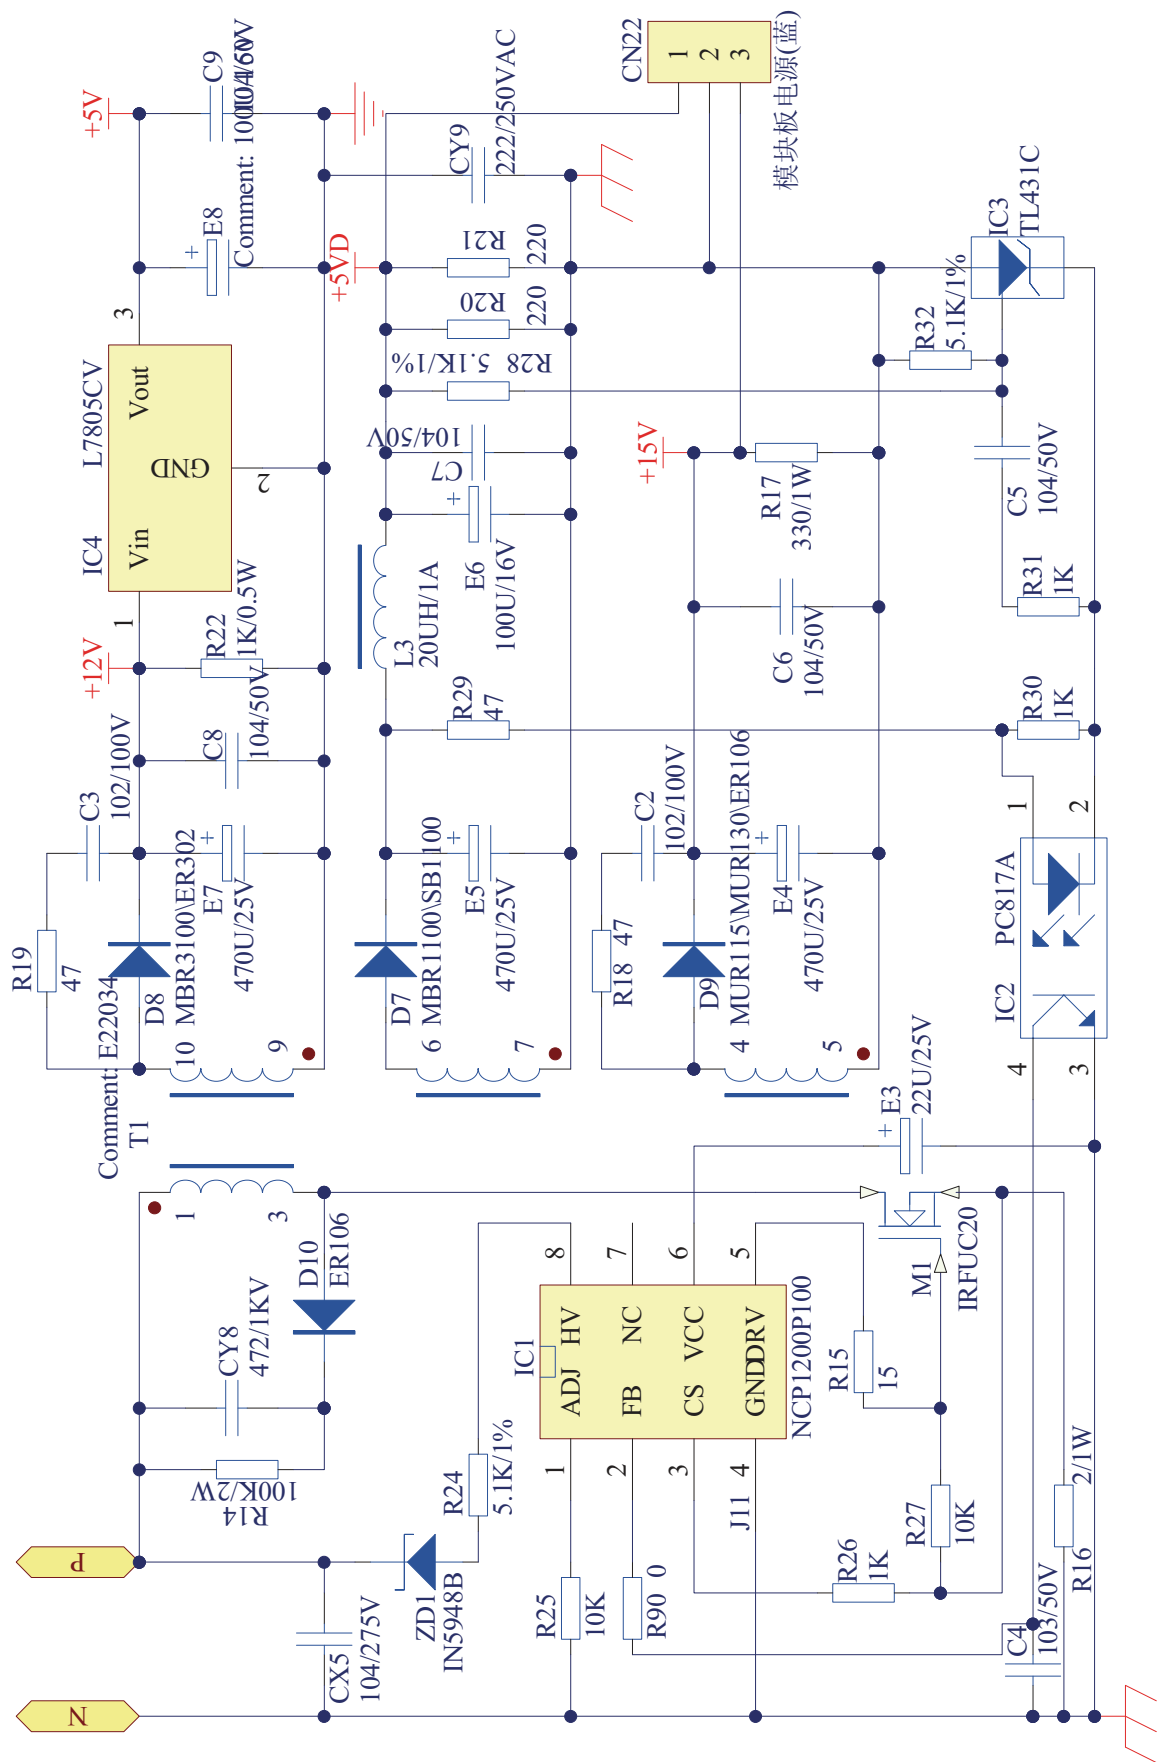 N
P
CX5
104/275V
R14
100K/2W
CY8
472/1KV
D10
ER106
1
3
T1
Comment: E22034
10
9
R19
47
C3
102/100V
D8
MBR3100\ER302
E7
+
470U/25V
C8
104/50V
+12V
R22
1K/0.5W
1
IC4
L7805CV
Vin
Vout
GND
2
3
+5V
E8
+
C9
Comment: 100U/16V
104/50V
ZD1
IN5948B
R24
5.1K/1%
6
7
D7
MBR1100\SB1100
E5
+
470U/25V
R29
47
L3
20UH/1A
E6
+
100U/16V
C7
104/50V
R28 5.1K/1%
R20
220
R21
220
+5VD
CY9
222/250VAC
CN22
1
2
3
模块板电源(蓝)
R25
10K
R90 0
J11
IC1
NCP1200P100
ADJ
FB
CS
GND
HV
NC
VCC
DRV
1
2
3
4
8
7
6
5
R15
15
R26
1K
R27
10K
M1
IRFUC20
E3
+
22U/25V
R16
2/1W
C4
103/50V
4
5
R18 47
C2
102/100V
D9
MUR115\MUR130\ER106
E4
+
470U/25V
C6
104/50V
+15V
R17
330/1W
IC2
PC817A
4
3
1
2
R30
1K
R31
1K
C5
104/50V
R32
5.1K/1%
IC3
TL431C